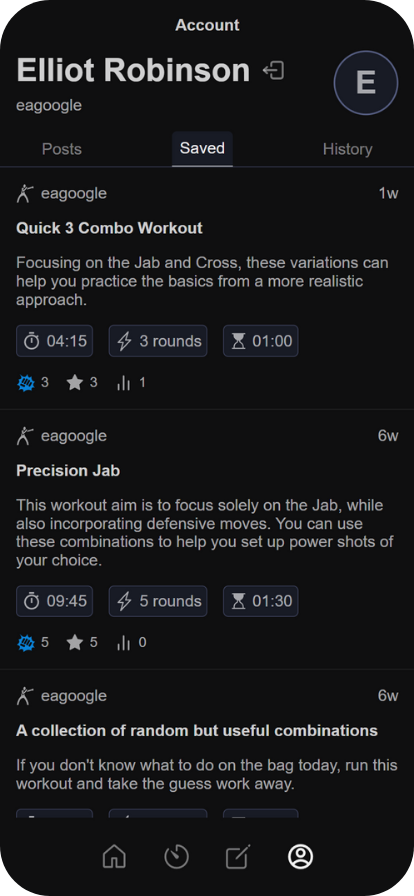 Account
Elliot Robinson
E
eagoogle
Posts Saved History
eagoogle 1w
Quick 3 Combo Workout
Focusing on the Jab and Cross, these variations can
help you practice the basics from a more realistic
approach.
04:15 3 rounds 01:00
3 3 1
eagoogle 6w
Precision Jab
This workout aim is to focus solely on the Jab, while
also incorporating defensive moves. You can use
these combinations to help you set up power shots of
your choice.
09:45 5 rounds 01:30
5 5 0
eagoogle 6w
A collection of random but useful combinations
If you don't know what to do on the bag today, run this
workout and take the guess work away.